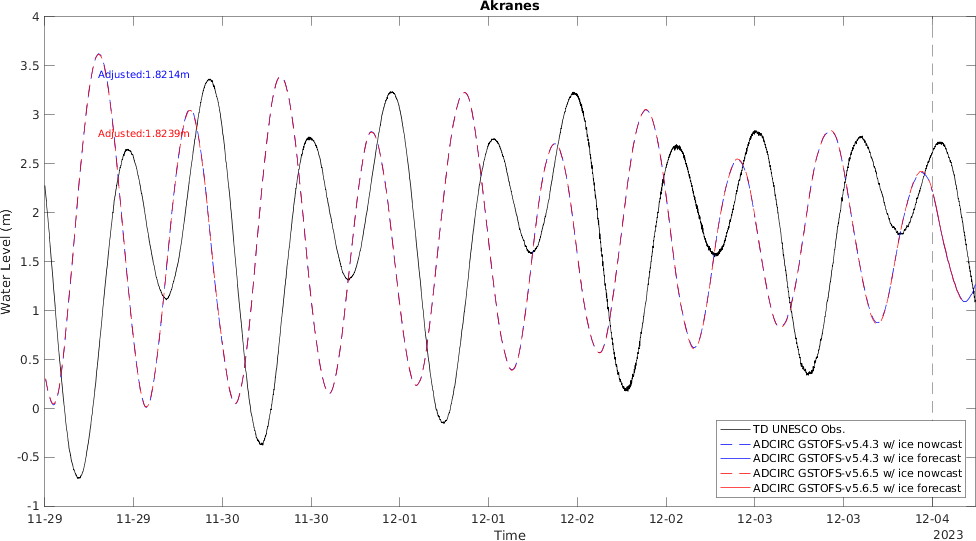 Akranes
4
3.5
3
2.5
2
1.5
1
0.5
0
-0.5
-1
Water Level (m)
Adjusted:1.8214m
Adjusted:1.8239m
TD UNESCO Obs.
ADCIRC GSTOFS-v5.4.3 w/ ice nowcast
ADCIRC GSTOFS-v5.4.3 w/ ice forecast
ADCIRC GSTOFS-v5.6.5 w/ ice nowcast
ADCIRC GSTOFS-v5.6.5 w/ ice forecast
11-29 11-29 11-30 11-30 12-01 12-01 12-02 12-02 12-03 12-03 12-04
2023
Time